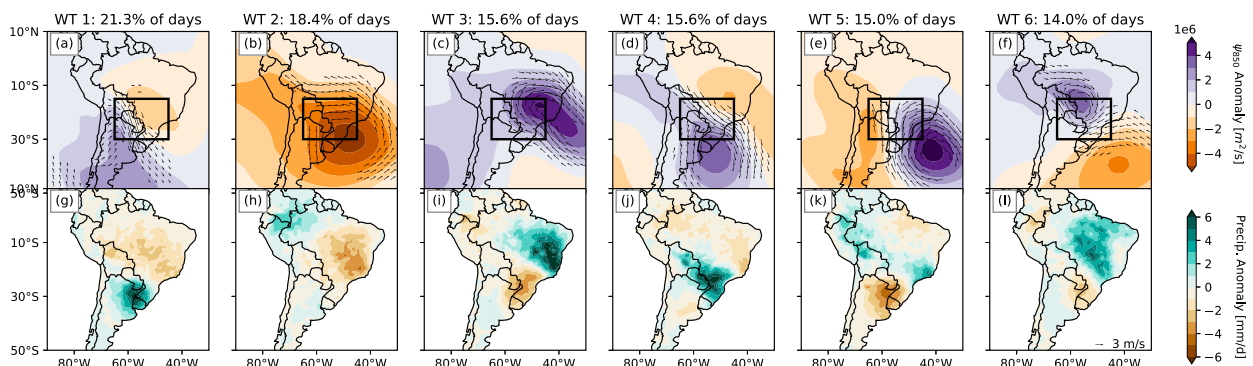 WT 1: 21.3% of days WT 2: 18.4% of days WT 3: 15.6% of days WT 4: 15.6% of days WT 5: 15.0% of days WT 6: 14.0% of days
10°N (a) (b) (c) (d) (e) (f) 1e6
10°S
30°S
4
2
0
−2
−4
ψ850 Anomaly [m²/s]
50°S
10°N (g) (h) (i) (j) (k) (l)
10°S
30°S
50°S
→ 3 m/s
6
4
2
0
−2
−4
−6
Precip. Anomaly [mm/d]
80°W 60°W 40°W 80°W 60°W 40°W 80°W 60°W 40°W 80°W 60°W 40°W 80°W 60°W 40°W 80°W 60°W 40°W